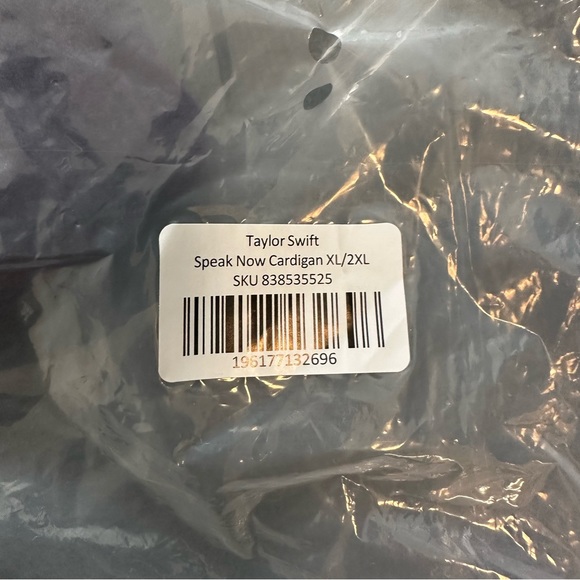 Taylor Swift
Speak Now Cardigan XL/2XL
SKU 838535525
196177132696